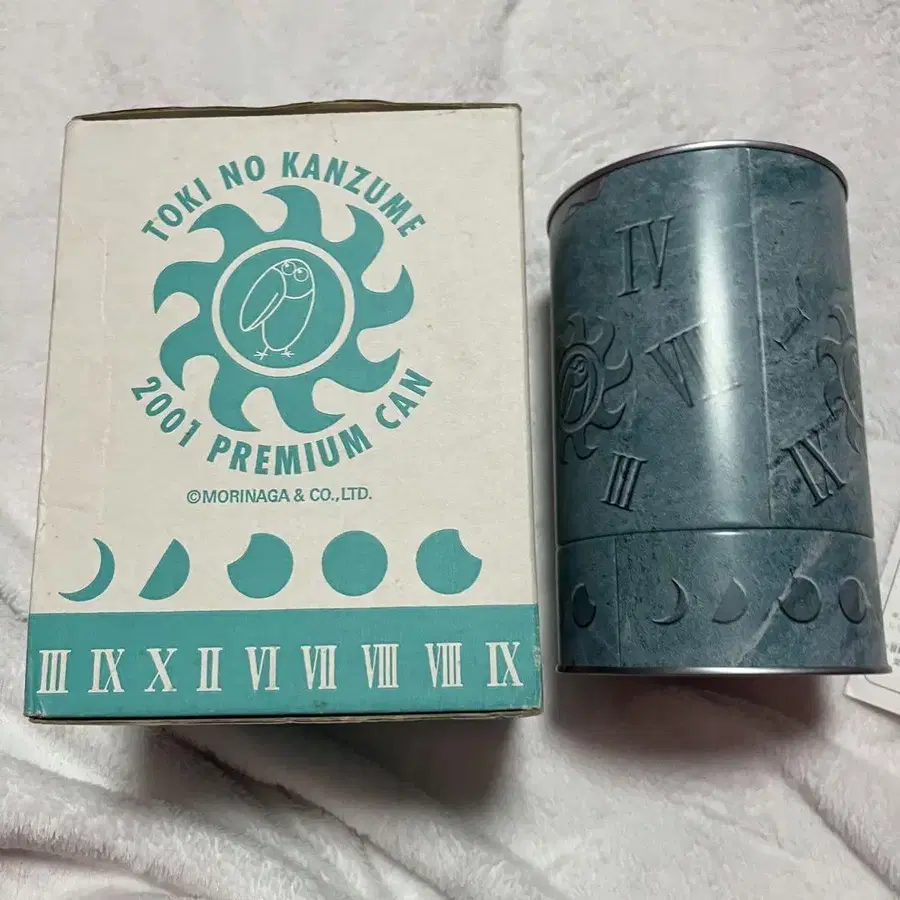 TOKI NO KANZUME
2001 PREMIUM CAN
©MORINAGA & CO.,LTD.
III IX X II VI VII VIII VIII IX
IV
VII
III
IX